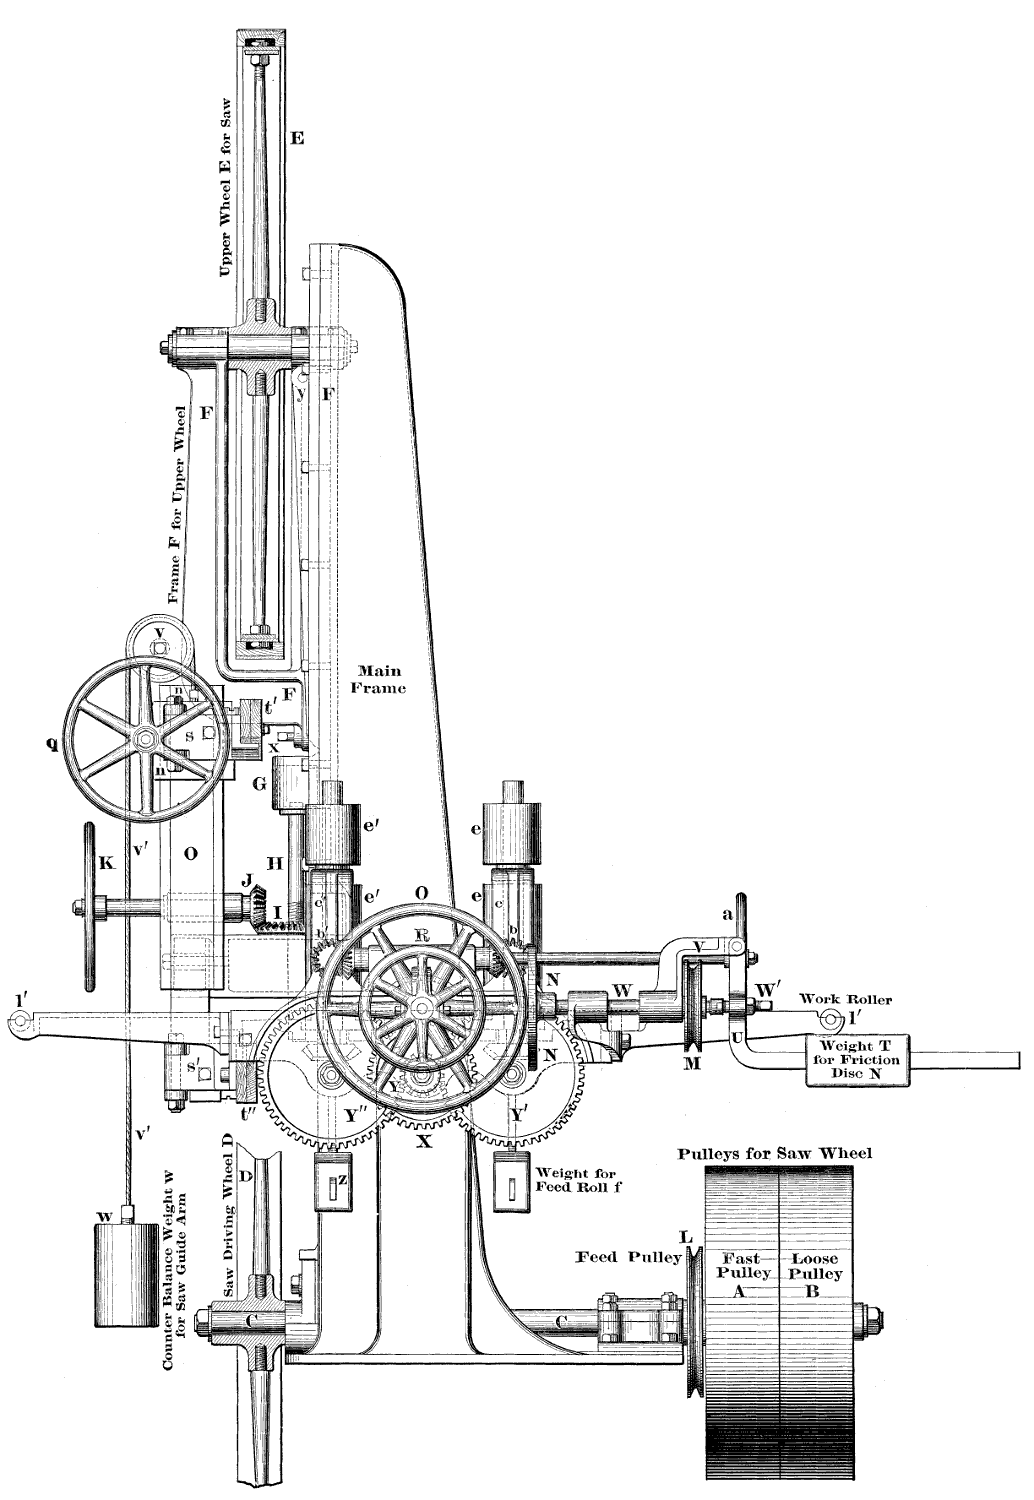 Upper Wheel E for Saw
E
y
F
F
Frame F for Upper Wheel
v
Main
Frame
F
n
t'
q
s
x
n
G
e'
e
v'
K
O
H
J
e'
O
e
c'
c
I
a
b'
R
b
V
N
W
W'
Work Roller
l'
l'
U
Weight T
for Friction
Disc N
N
M
s'
Y
t''
Y''
Y'
v'
X
Pulleys for Saw Wheel
Weight for
Feed Roll f
z
D
Saw Driving Wheel D
w
Counter Balance Weight W
for Saw Guide Arm
L
Feed Pulley
Fast
Pulley
A
Loose
Pulley
B
C
C